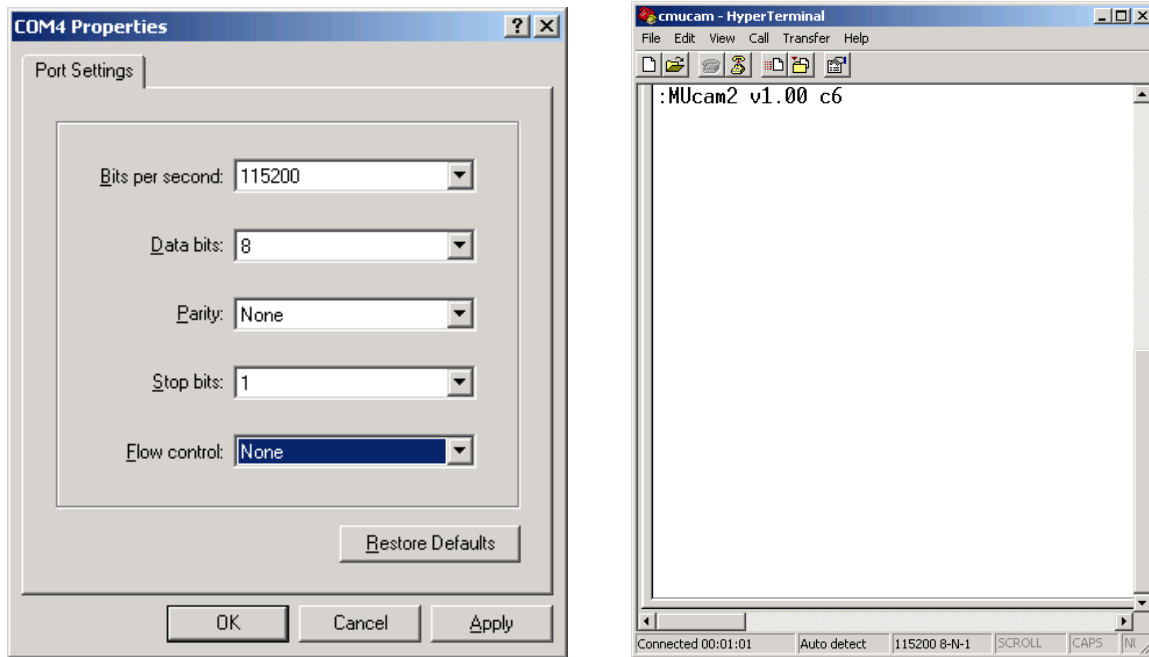 COM4 Properties
Port Settings
Bits per second: 115200
Data bits: 8
Parity: None
Stop bits: 1
Flow control: None
Restore Defaults
OK Cancel Apply
cmucam - HyperTerminal
File Edit View Call Transfer Help
:MUcam2 v1.00 c6
Connected 00:01:01 Auto detect 115200 8-N-1 SCROLL CAPS